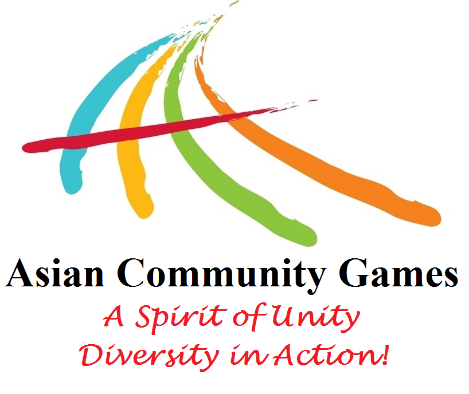 Asian Community Games
A Spirit of Unity
Diversity in Action!